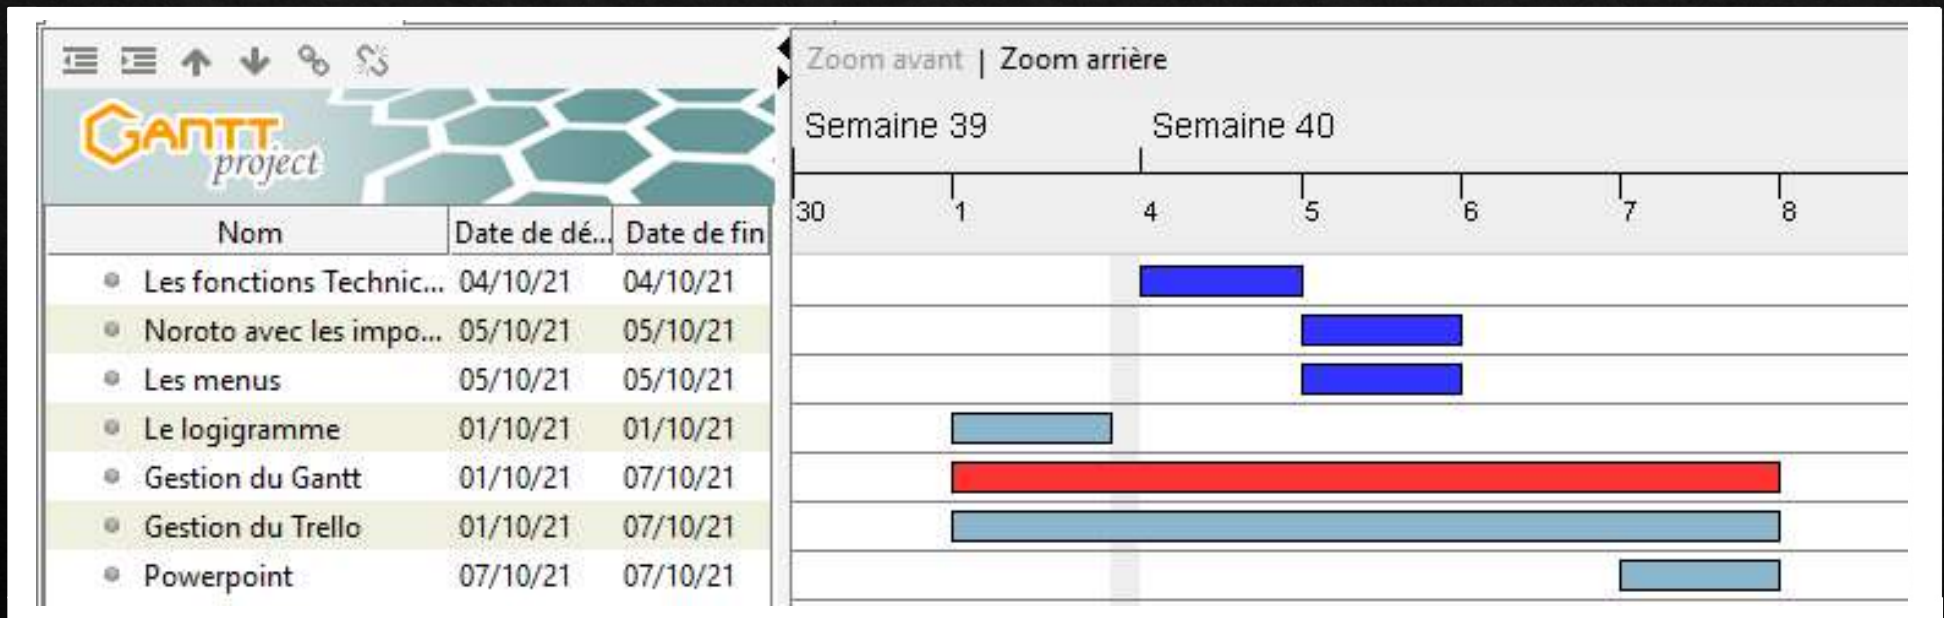 Zoom avant | Zoom arrière
GANTT
project
Semaine 39 Semaine 40
30 1 4 5 6 7 8
Nom Date de dé... Date de fin
Les fonctions Technic... 04/10/21 04/10/21
Noroto avec les impo... 05/10/21 05/10/21
Les menus 05/10/21 05/10/21
Le logigramme 01/10/21 01/10/21
Gestion du Gantt 01/10/21 07/10/21
Gestion du Trello 01/10/21 07/10/21
Powerpoint 07/10/21 07/10/21